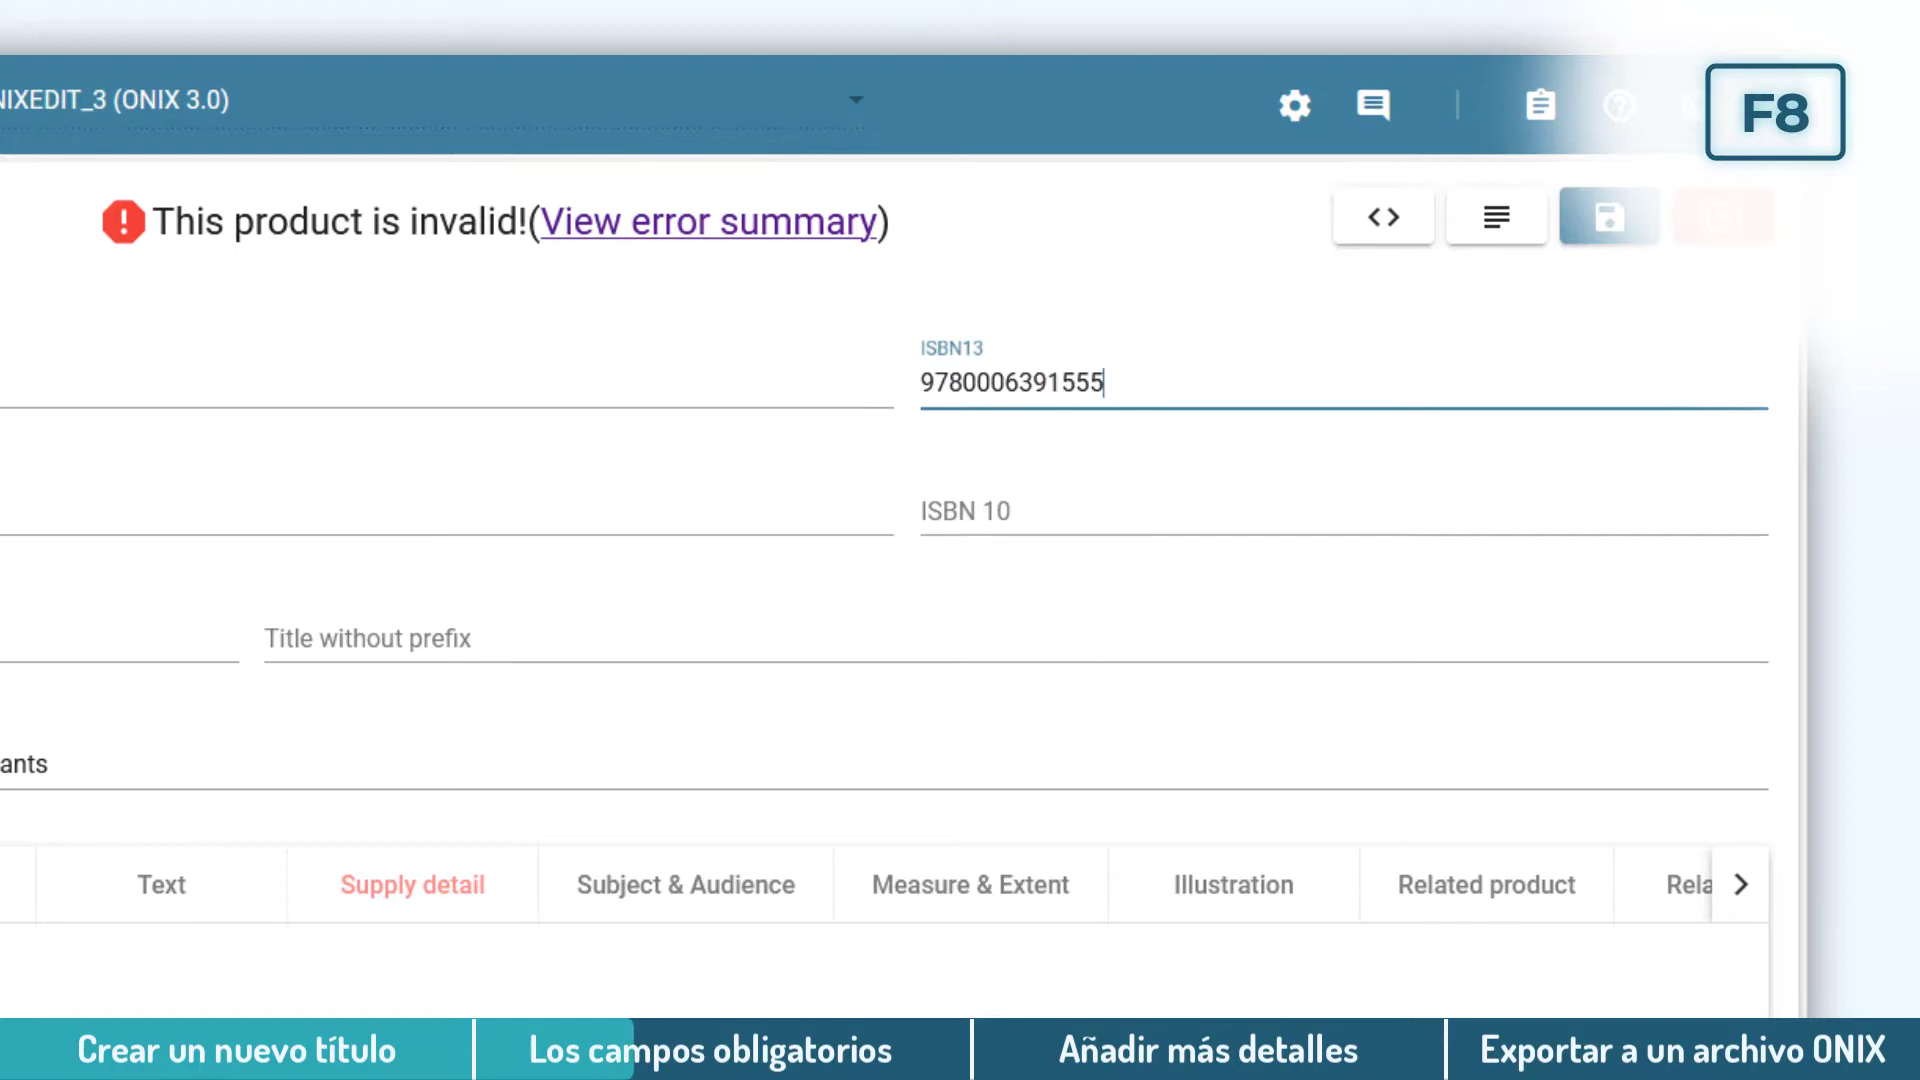 NIXEDIT_3 (ONIX 3.0)
F8
This product is invalid!(View error summary)
ISBN13
9780006391555
ISBN 10
Title without prefix
ants
Text
Supply detail
Subject & Audience
Measure & Extent
Illustration
Related product
Rela
Crear un nuevo título
Los campos obligatorios
Añadir más detalles
Exportar a un archivo ONIX